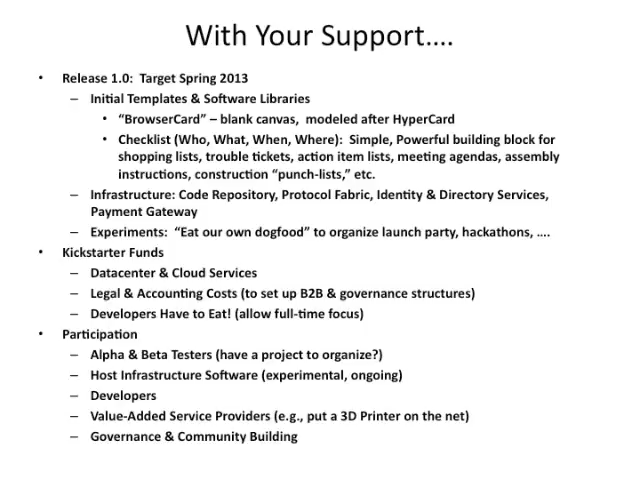 With Your Support....
• Release 1.0: Target Spring 2013
– Initial Templates & Software Libraries
• “BrowserCard” – blank canvas, modeled after HyperCard
• Checklist (Who, What, When, Where): Simple, Powerful building block for
shopping lists, trouble tickets, action item lists, meeting agendas, assembly
instructions, construction “punch-lists,” etc.
– Infrastructure: Code Repository, Protocol Fabric, Identity & Directory Services,
Payment Gateway
– Experiments: “Eat our own dogfood” to organize launch party, hackathons, ....
• Kickstarter Funds
– Datacenter & Cloud Services
– Legal & Accounting Costs (to set up B2B & governance structures)
– Developers Have to Eat! (allow full-time focus)
• Participation
– Alpha & Beta Testers (have a project to organize?)
– Host Infrastructure Software (experimental, ongoing)
– Developers
– Value-Added Service Providers (e.g., put a 3D Printer on the net)
– Governance & Community Building